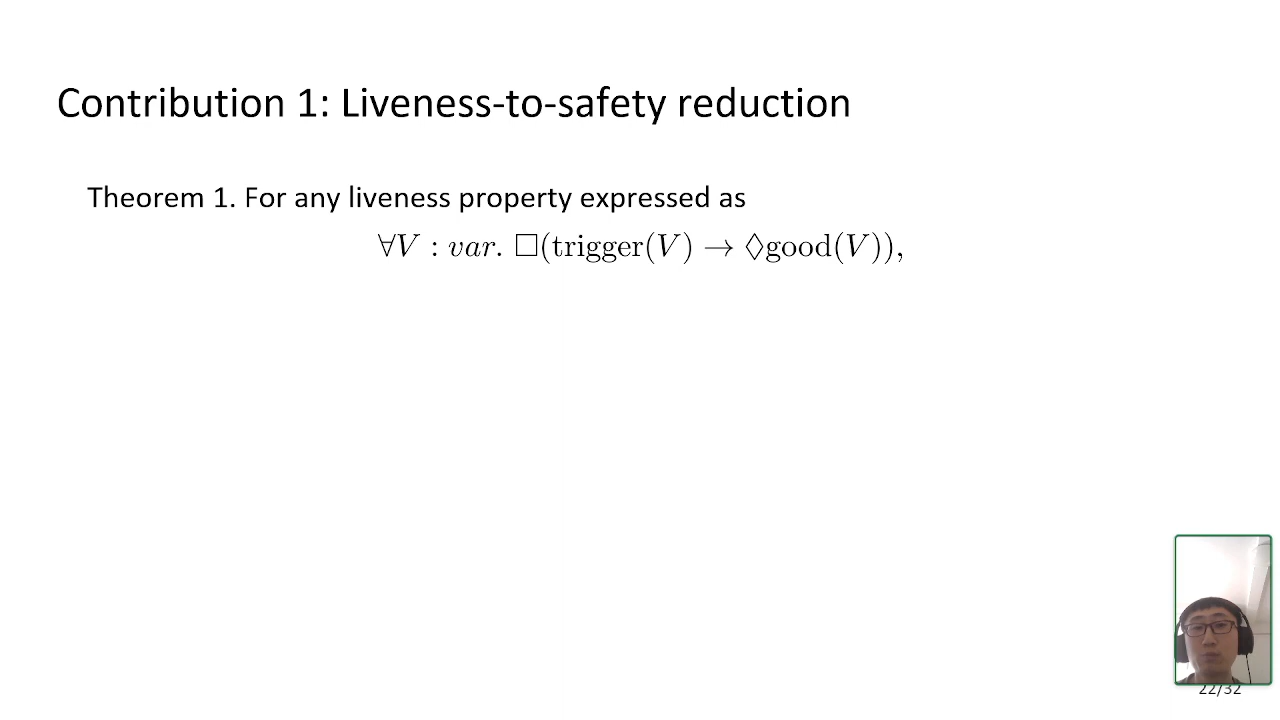 Contribution 1: Liveness-to-safety reduction
Theorem 1. For any liveness property expressed as
∀V : var. □(trigger(V) → ◊good(V)),
22/32